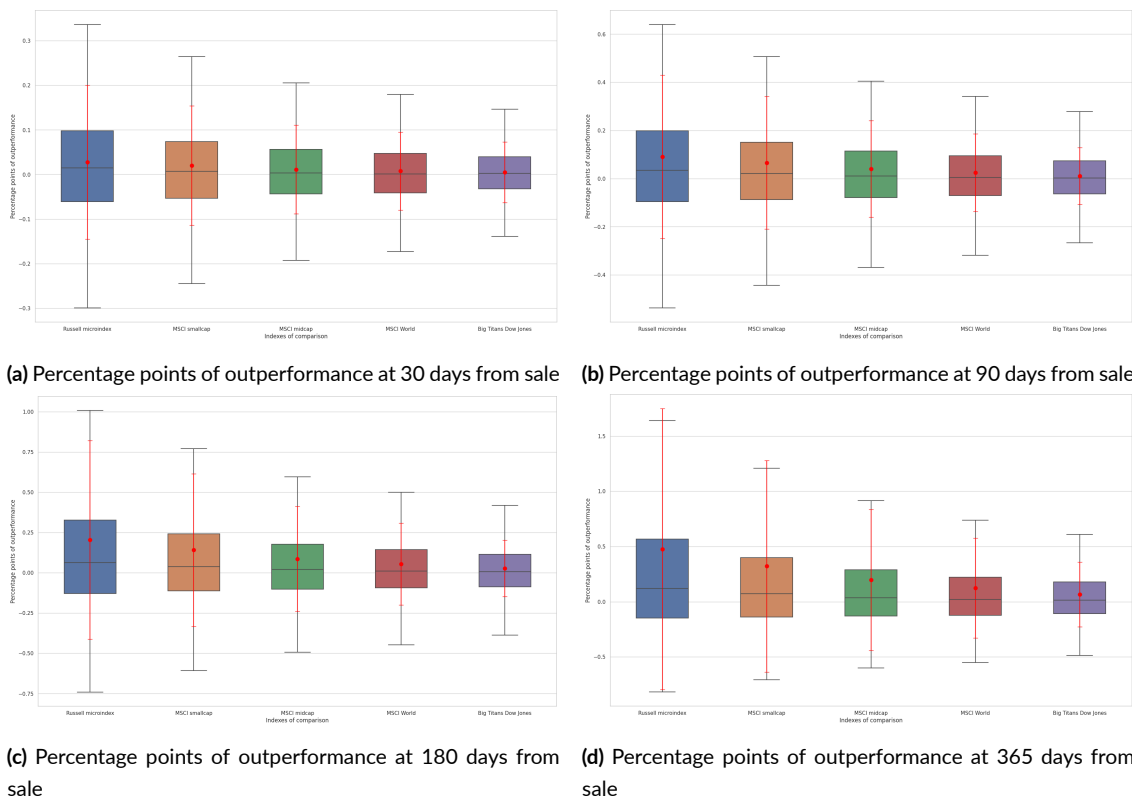 0.3
0.2
0.1
0.0
−0.1
−0.2
−0.3
Percentage points of outperformance
Russell microindex MSCI smallcap MSCI midcap MSCI World Big Titans Dow Jones
Indexes of comparison
0.6
0.4
0.2
0.0
−0.2
−0.4
Percentage points of outperformance
Russell microindex MSCI smallcap MSCI midcap MSCI World Big Titans Dow Jones
Indexes of comparison
(a) Percentage points of outperformance at 30 days from sale
(b) Percentage points of outperformance at 90 days from sale
1.00
0.75
0.50
0.25
0.00
−0.25
−0.50
−0.75
Percentage points of outperformance
Russell microindex MSCI smallcap MSCI midcap MSCI World Big Titans Dow Jones
Indexes of comparison
1.5
1.0
0.5
0.0
−0.5
Percentage points of outperformance
Russell microindex MSCI smallcap MSCI midcap MSCI World Big Titans Dow Jones
Indexes of comparison
(c) Percentage points of outperformance at 180 days from
sale
(d) Percentage points of outperformance at 365 days from
sale